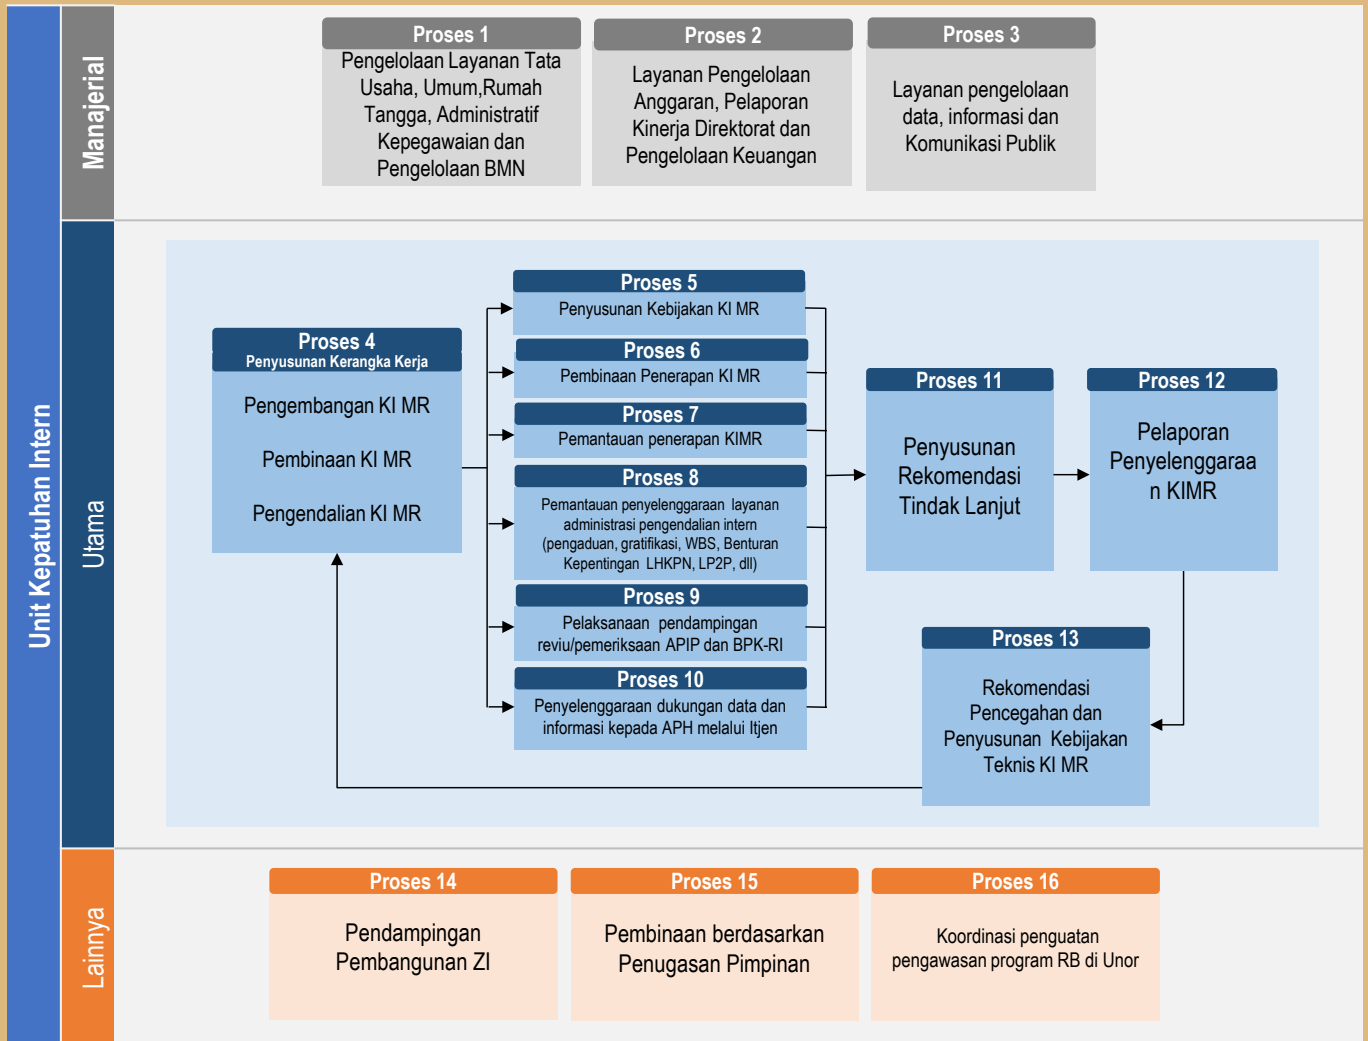 Unit Kepatuhan Intern
Manajerial
Proses 1
Pengelolaan Layanan Tata
Usaha, Umum,Rumah
Tangga, Administratif
Kepegawaian dan
Pengelolaan BMN
Proses 2
Layanan Pengelolaan
Anggaran, Pelaporan
Kinerja Direktorat dan
Pengelolaan Keuangan
Proses 3
Layanan pengelolaan
data, informasi dan
Komunikasi Publik
Utama
Proses 4
Penyusunan Kerangka Kerja
Pengembangan KI MR
Pembinaan KI MR
Pengendalian KI MR
Proses 5
Penyusunan Kebijakan KI MR
Proses 6
Pembinaan Penerapan KI MR
Proses 7
Pemantauan penerapan KIMR
Proses 8
Pemantauan penyelenggaraan layanan
administrasi pengendalian intern
(pengaduan, gratifikasi, WBS, Benturan
Kepentingan LHKPN, LP2P, dll)
Proses 9
Pelaksanaan pendampingan
reviu/pemeriksaan APIP dan BPK-RI
Proses 10
Penyelenggaraan dukungan data dan
informasi kepada APH melalui Itjen
Proses 11
Penyusunan
Rekomendasi
Tindak Lanjut
Proses 12
Pelaporan
Penyelenggaraa
n KIMR
Proses 13
Rekomendasi
Pencegahan dan
Penyusunan Kebijakan
Teknis KI MR
Lainnya
Proses 14
Pendampingan
Pembangunan ZI
Proses 15
Pembinaan berdasarkan
Penugasan Pimpinan
Proses 16
Koordinasi penguatan
pengawasan program RB di Unor